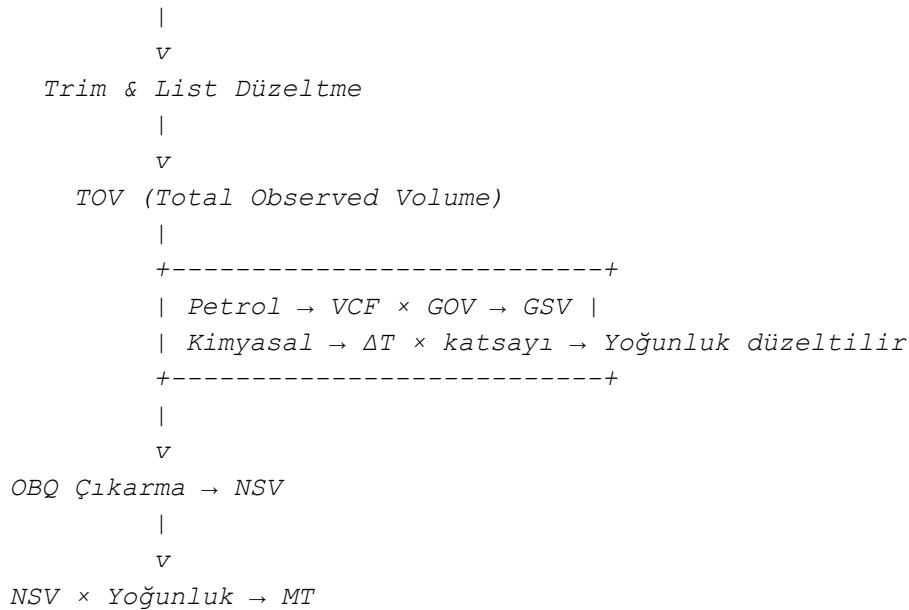 |
v
Trim & List Düzeltme
|
v
TOV (Total Observed Volume)
|
+---------------------------+
| Petrol → VCF × GOV → GSV |
| Kimyasal → ΔT × katsayı → Yoğunluk düzeltilir
+---------------------------+
|
v
OBQ Çıkarma → NSV
|
v
NSV × Yoğunluk → MT